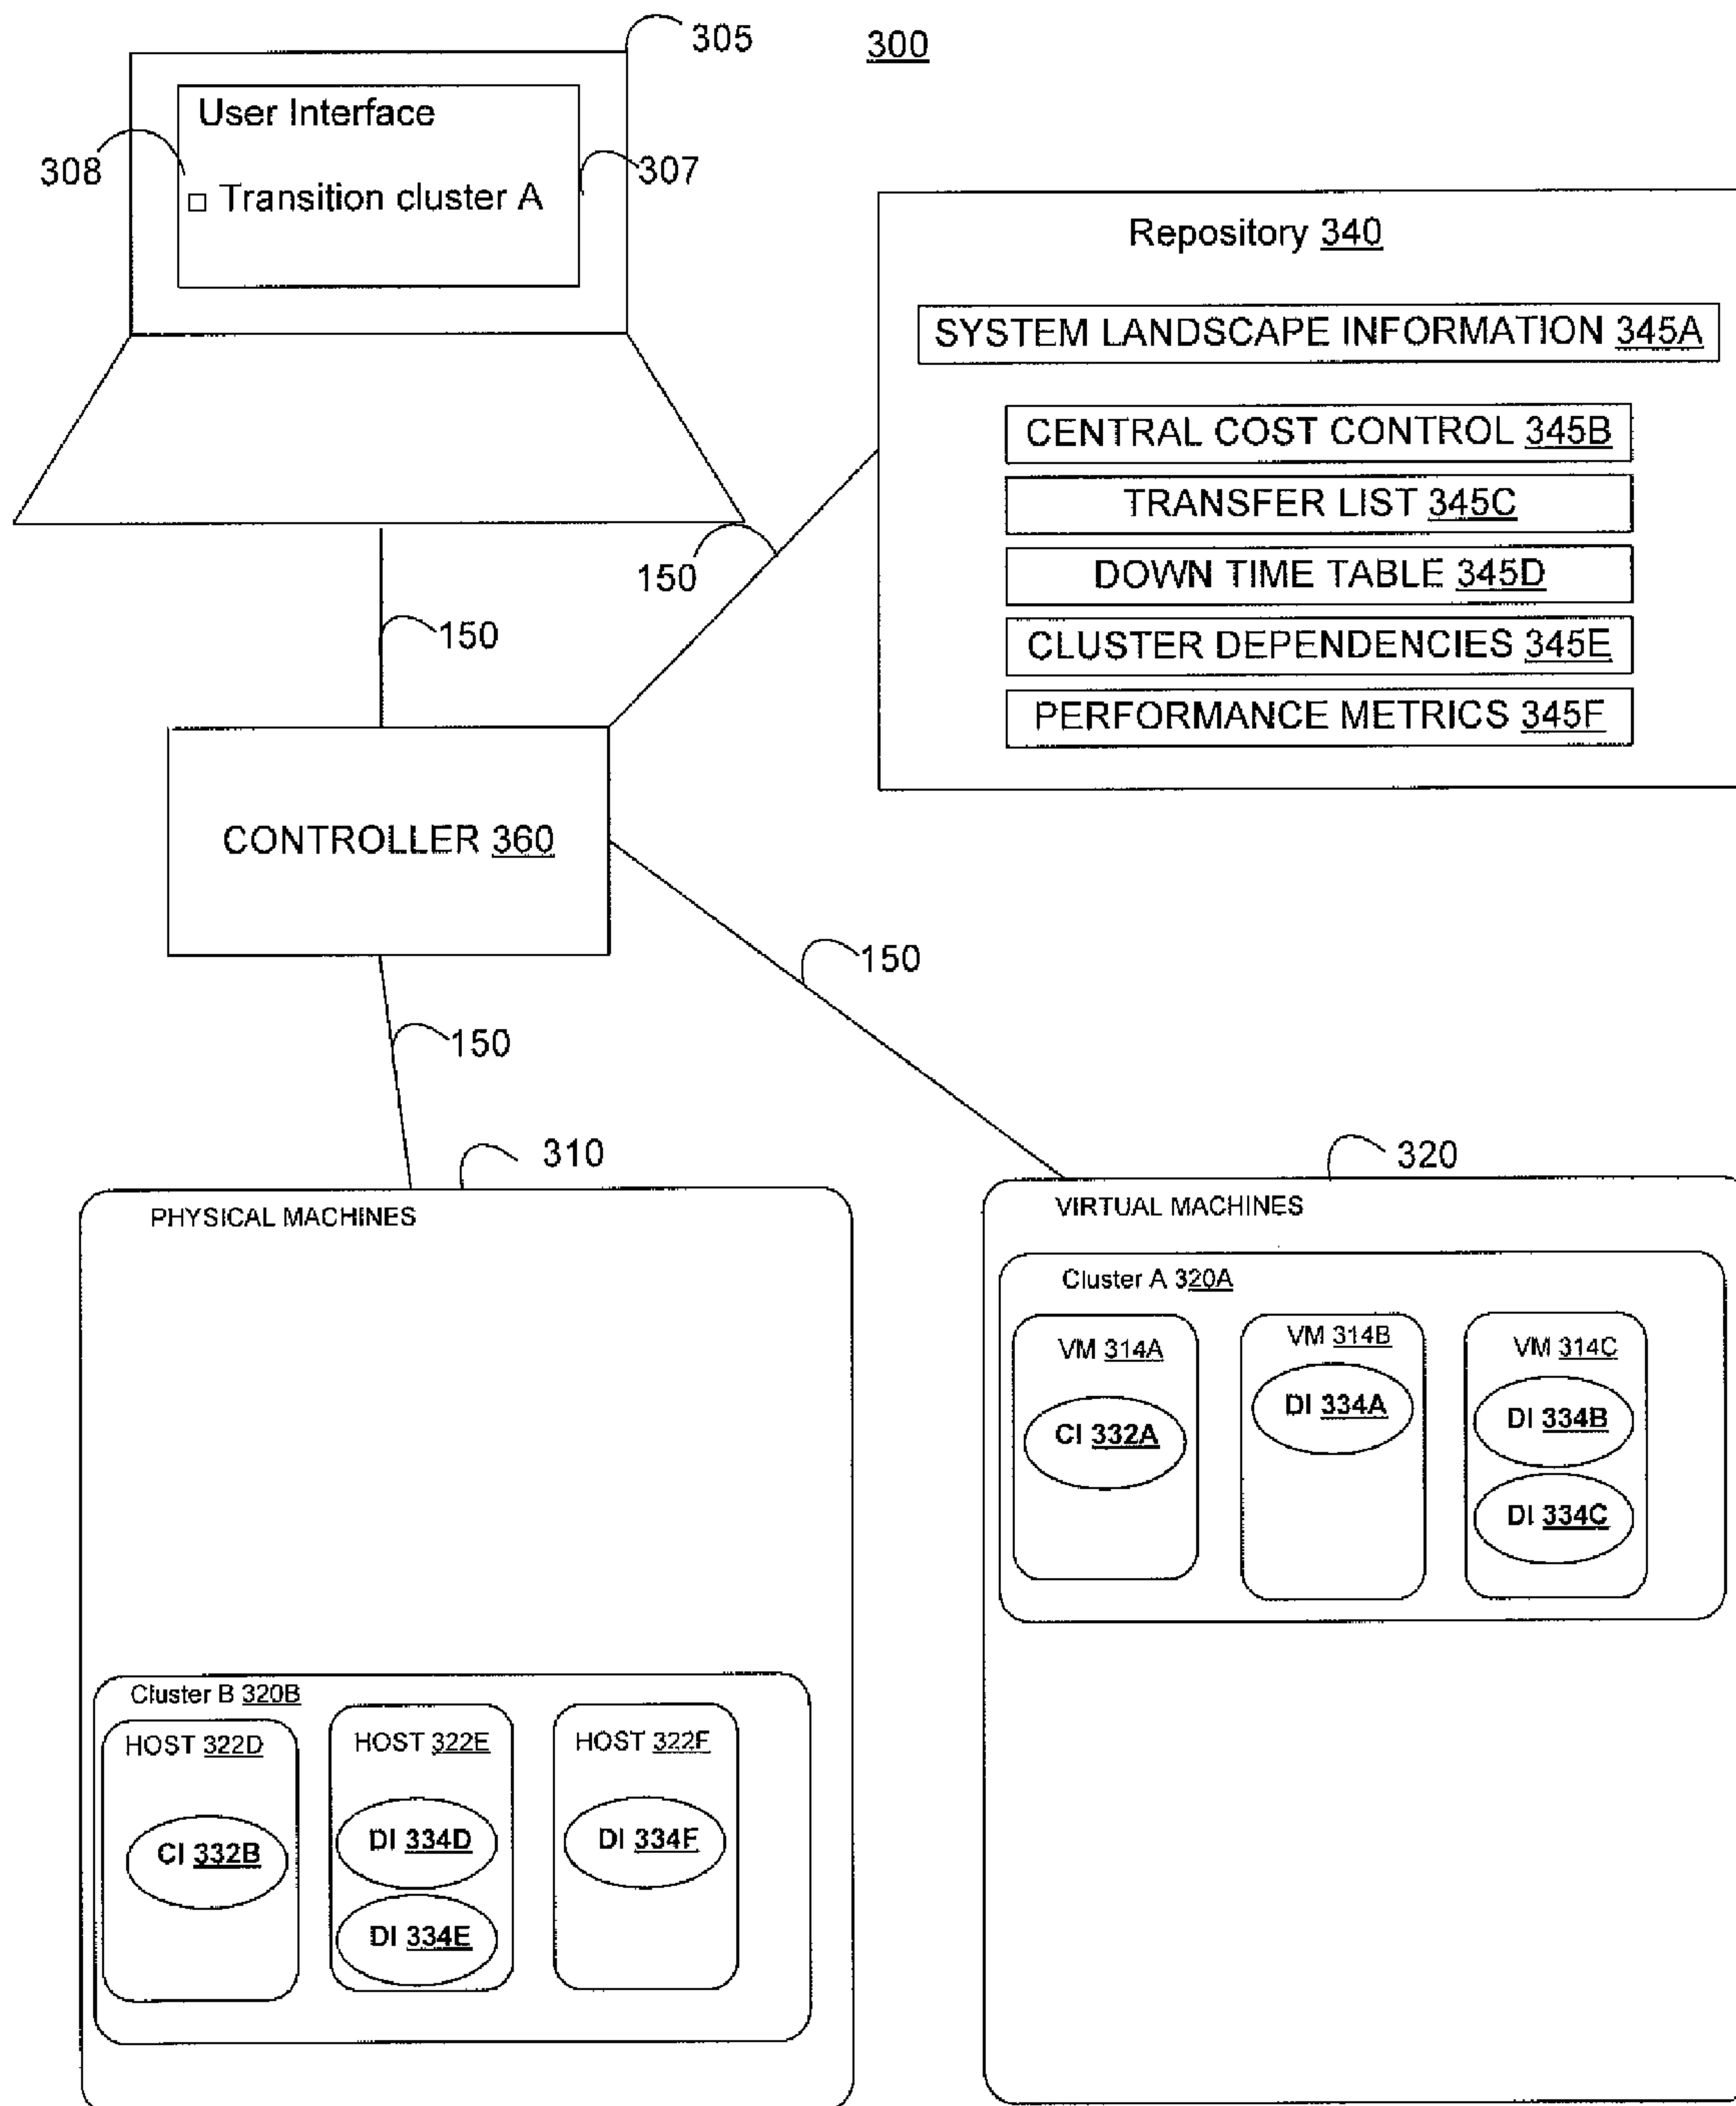 305
300
User Interface
308
307
Transition cluster A
Repository 340
SYSTEM LANDSCAPE INFORMATION 345A
CENTRAL COST CONTROL 345B
TRANSFER LIST 345C
DOWN TIME TABLE 345D
CLUSTER DEPENDENCIES 345E
PERFORMANCE METRICS 345F
150
150
CONTROLLER 360
150
150
310
320
PHYSICAL MACHINES
VIRTUAL MACHINES
Cluster A 320A
VM 314A
VM 314B
VM 314C
CI 332A
DI 334A
DI 334B
DI 334C
Cluster B 320B
HOST 322D
HOST 322E
HOST 322F
CI 332B
DI 334D
DI 334F
DI 334E